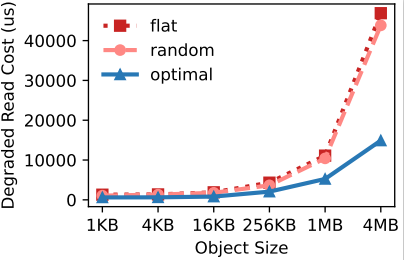 Degraded Read Cost (us)
40000
30000
20000
10000
0
flat
random
optimal
1KB 4KB 16KB 256KB 1MB 4MB
Object Size